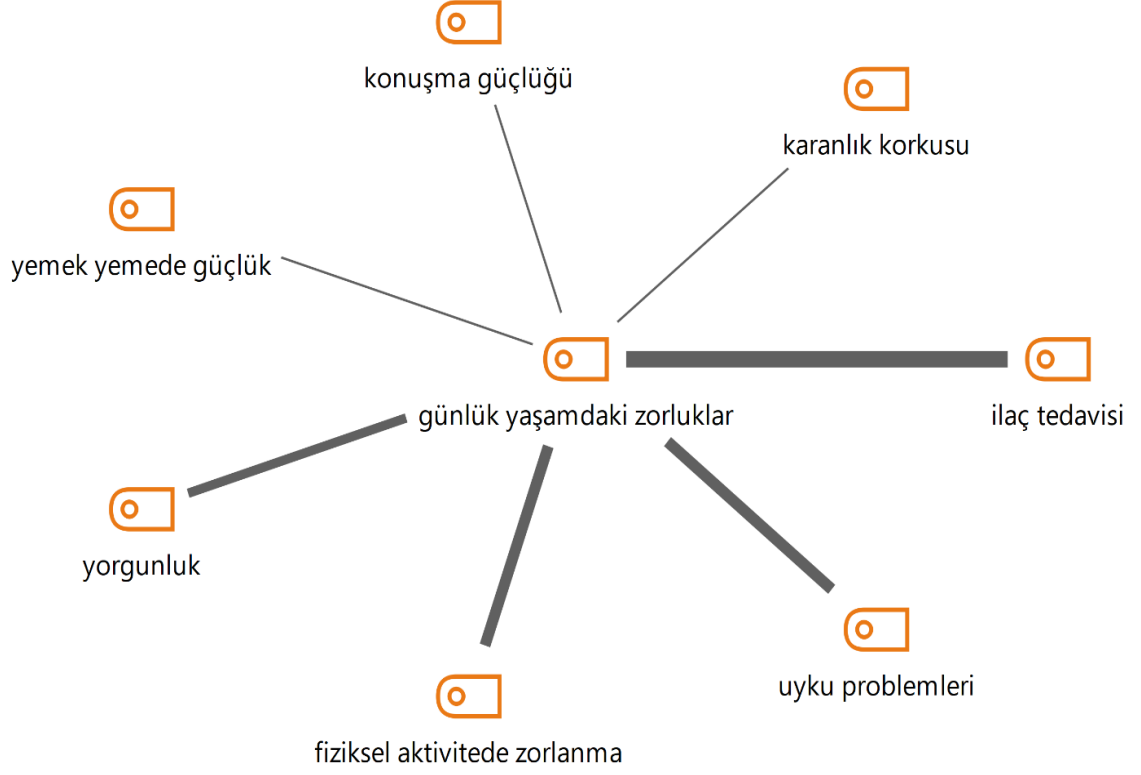 konuşma güçlüğü
karanlık korkusu
yemek yemede güçlük
günlük yaşamdaki zorluklar
ilaç tedavisi
yorgunluk
uyku problemleri
fiziksel aktivitede zorlanma